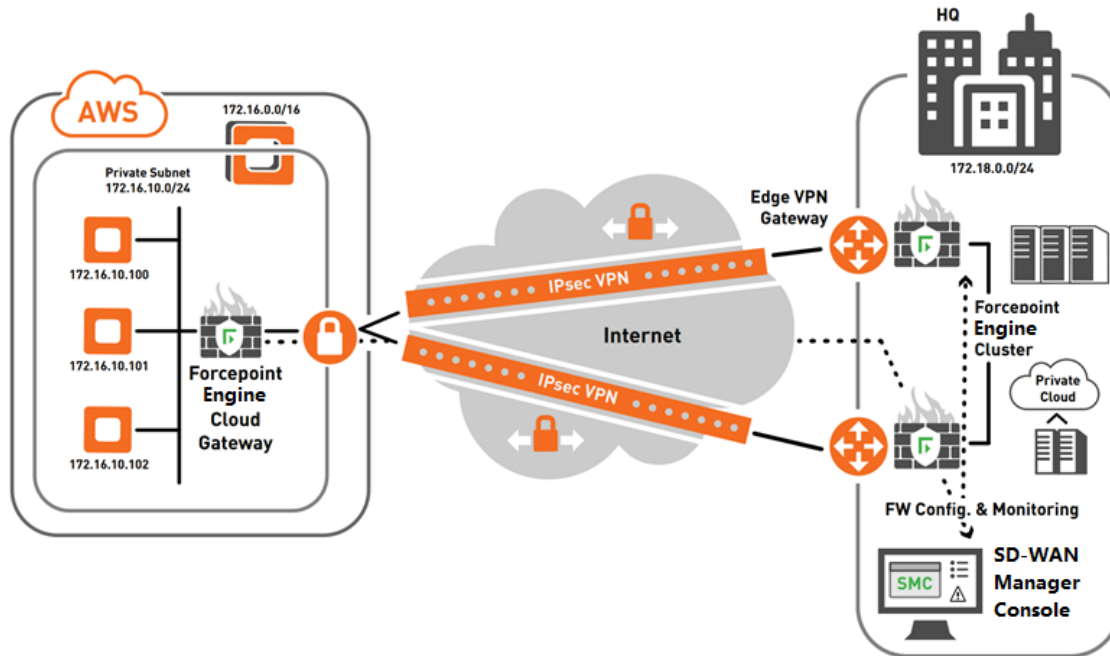 HQ
AWS
172.16.0.0/16
172.18.0.0/24
Private Subnet
172.16.10.0/24
172.16.10.100
172.16.10.101
172.16.10.102
Forcepoint
Engine
Cloud
Gateway
IPsec VPN
Internet
IPsec VPN
Edge VPN
Gateway
Forcepoint
Engine
Cluster
Private
Cloud
FW Config. & Monitoring
SMC
SD-WAN
Manager
Console